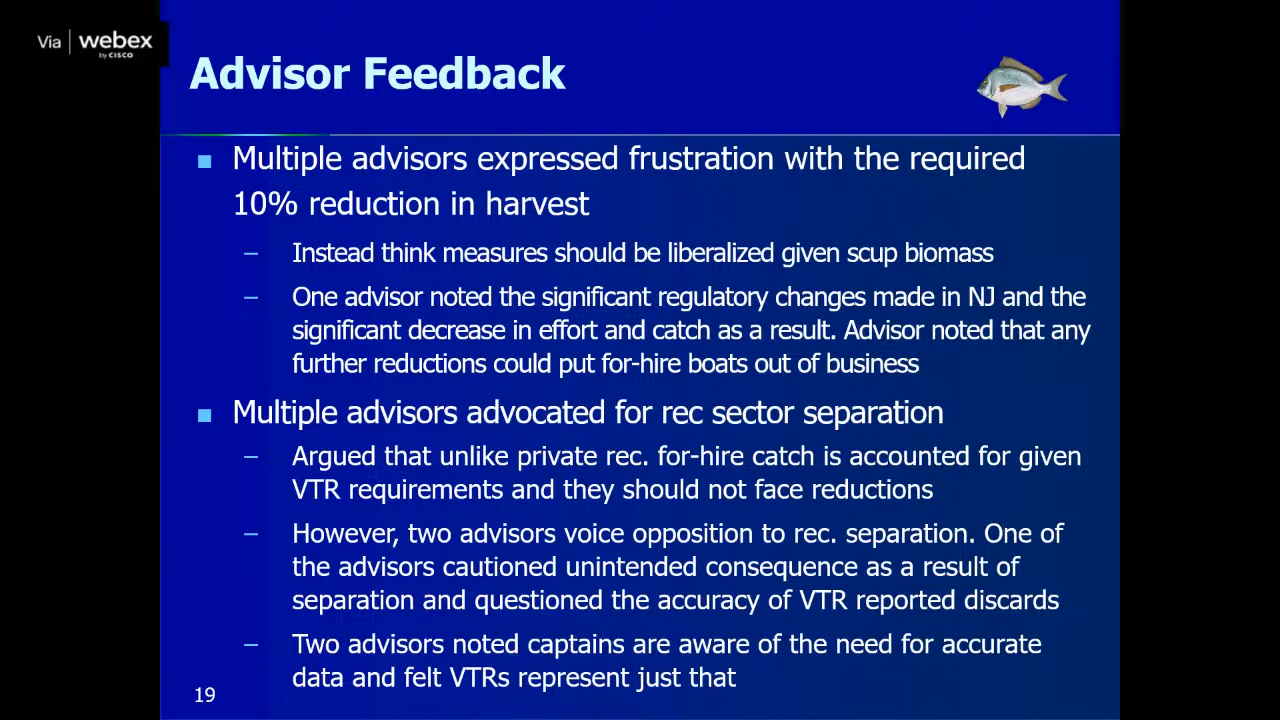 Via | webex
by CISCO
Advisor Feedback
Multiple advisors expressed frustration with the required
10% reduction in harvest
– Instead think measures should be liberalized given scup biomass
– One advisor noted the significant regulatory changes made in NJ and the
significant decrease in effort and catch as a result. Advisor noted that any
further reductions could put for-hire boats out of business
Multiple advisors advocated for rec sector separation
– Argued that unlike private rec. for-hire catch is accounted for given
VTR requirements and they should not face reductions
– However, two advisors voice opposition to rec. separation. One of
the advisors cautioned unintended consequence as a result of
separation and questioned the accuracy of VTR reported discards
– Two advisors noted captains are aware of the need for accurate
data and felt VTRs represent just that
19